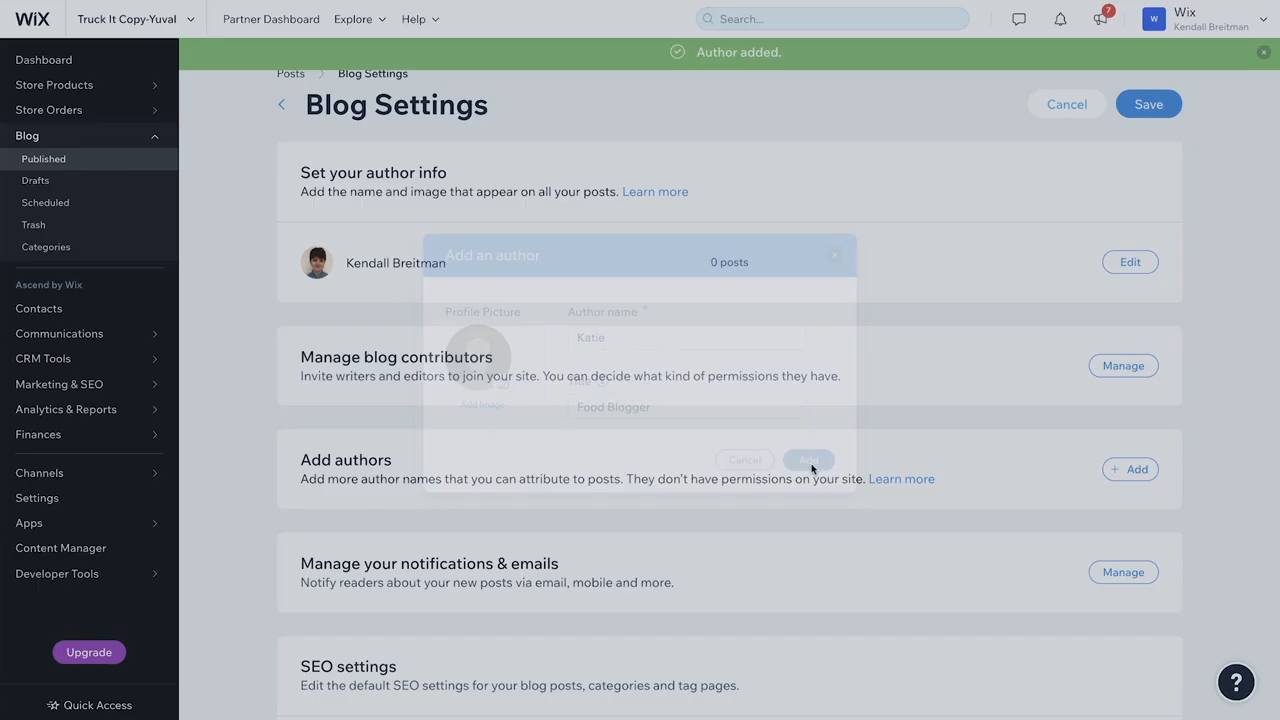 WiX
Truck It Copy-Yuval
Partner Dashboard
Explore
Help
Search...
7
W
Wix
Kendall Breitman
Author added.
Dashboard
Store Products
Store Orders
Blog
Published
Drafts
Scheduled
Trash
Categories
Ascend by Wix
Contacts
Communications
CRM Tools
Marketing & SEO
Analytics & Reports
Finances
Channels
Settings
Apps
Content Manager
Developer Tools
Upgrade
Quick Access
Posts
Blog Settings
Blog Settings
Cancel
Save
Set your author info
Add the name and image that appear on all your posts. Learn more
Kendall Breitman
0 posts
Edit
Add an author
Profile Picture
Author name *
Katie
Add Image
Food Blogger
Cancel
Add
Manage blog contributors
Invite writers and editors to join your site. You can decide what kind of permissions they have.
Manage
Add authors
Add more author names that you can attribute to posts. They don't have permissions on your site. Learn more
+ Add
Manage your notifications & emails
Notify readers about your new posts via email, mobile and more.
Manage
SEO settings
Edit the default SEO settings for your blog posts, categories and tag pages.
?